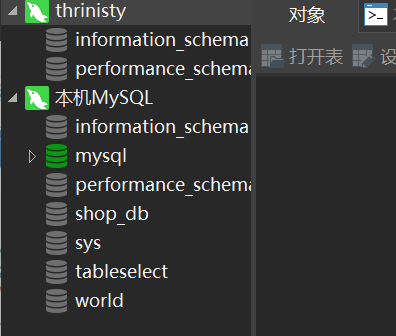 thrinisty
information_schema
performance_schema
本机MySQL
information_schema
mysql
performance_schema
shop_db
sys
tableselect
world
对象
打开表